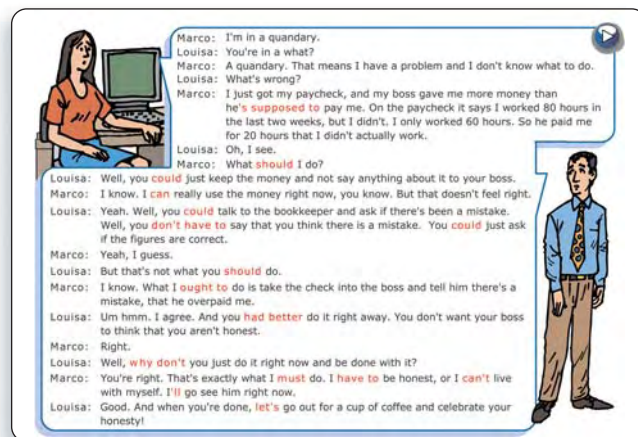 Marco: I'm in a quandary.
Louisa: You're in a what?
Marco: A quandary. That means I have a problem and I don't know what to do.
Louisa: What's wrong?
Marco: I just got my paycheck, and my boss gave me more money than
he's supposed to pay me. On the paycheck it says I worked 80 hours in
the last two weeks, but I didn't. I only worked 60 hours. So he paid me
for 20 hours that I didn't actually work.
Louisa: Oh, I see.
Marco: What should I do?
Louisa: Well, you could just keep the money and not say anything about it to your boss.
Marco: I know. I can really use the money right now, you know. But that doesn't feel right.
Louisa: Yeah. Well, you could talk to the bookkeeper and ask if there's been a mistake.
Well, you don't have to say that you think there is a mistake. You could just ask
if the figures are correct.
Marco: Yeah, I guess.
Louisa: But that's not what you should do.
Marco: I know. What I ought to do is take the check into the boss and tell him there's a
mistake, that he overpaid me.
Louisa: Um hmm. I agree. And you had better do it right away. You don't want your boss
to think that you aren't honest.
Marco: Right.
Louisa: Well, why don't you just do it right now and be done with it?
Marco: You're right. That's exactly what I must do. I have to be honest, or I can't live
with myself. I'll go see him right now.
Louisa: Good. And when you're done, let's go out for a cup of coffee and celebrate your
honesty!